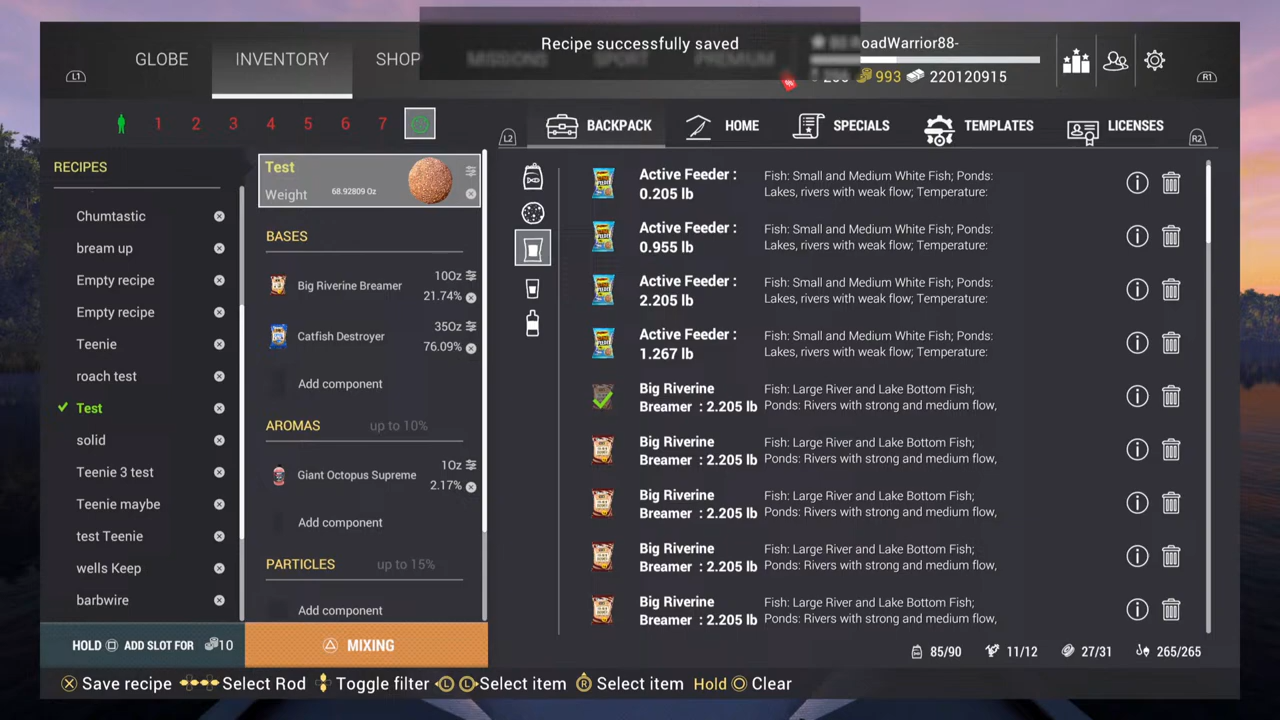 Recipe successfully saved
L1
GLOBE
INVENTORY
SHOP
oadWarrior88-
993
220120915
R1
1
2
3
4
5
6
7
L2
BACKPACK
HOME
SPECIALS
TEMPLATES
LICENSES
R2
RECIPES
Chumtastic
bream up
Empty recipe
Empty recipe
Teenie
roach test
Test
solid
Teenie 3 test
Teenie maybe
test Teenie
wells Keep
barbwire
HOLD ADD SLOT FOR 10
Test
Weight 68.92809 Oz
BASES
Big Riverine Breamer 10Oz
21.74%
Catfish Destroyer 35Oz
76.09%
Add component
AROMAS up to 10%
Giant Octopus Supreme 1Oz
2.17%
Add component
PARTICLES up to 15%
Add component
MIXING
Active Feeder :
0.205 lb
Fish: Small and Medium White Fish; Ponds:
Lakes, rivers with weak flow; Temperature:
Active Feeder :
0.955 lb
Fish: Small and Medium White Fish; Ponds:
Lakes, rivers with weak flow; Temperature:
Active Feeder :
2.205 lb
Fish: Small and Medium White Fish; Ponds:
Lakes, rivers with weak flow; Temperature:
Active Feeder :
1.267 lb
Fish: Small and Medium White Fish; Ponds:
Lakes, rivers with weak flow; Temperature:
Big Riverine
Breamer : 2.205 lb
Fish: Large River and Lake Bottom Fish;
Ponds: Rivers with strong and medium flow,
Big Riverine
Breamer : 2.205 lb
Fish: Large River and Lake Bottom Fish;
Ponds: Rivers with strong and medium flow,
Big Riverine
Breamer : 2.205 lb
Fish: Large River and Lake Bottom Fish;
Ponds: Rivers with strong and medium flow,
Big Riverine
Breamer : 2.205 lb
Fish: Large River and Lake Bottom Fish;
Ponds: Rivers with strong and medium flow,
Big Riverine
Breamer : 2.205 lb
Fish: Large River and Lake Bottom Fish;
Ponds: Rivers with strong and medium flow,
85/90
11/12
27/31
265/265
Save recipe Select Rod Toggle filter L L Select item R Select item Hold Clear